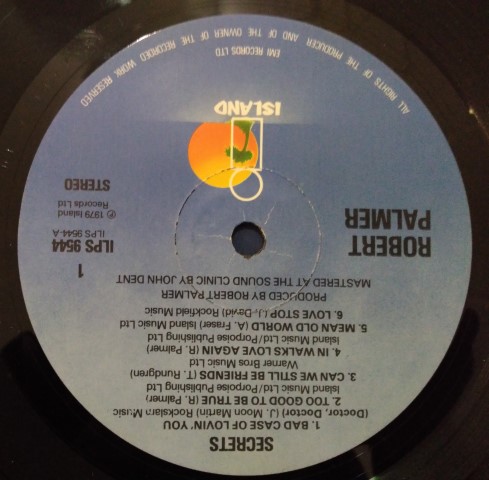 SECRETS
1. BAD CASE OF LOVIN' YOU
(Doctor, Doctor) (J. Moon Martin) Rockslam Music
2. TOO GOOD TO BE TRUE (R. Palmer)
Island Music Ltd/Porpoise Publishing Ltd
3. CAN WE STILL BE FRIENDS (T. Rundgren)
Warner Bros Music Ltd
4. IN WALKS LOVE AGAIN (R. Palmer)
Island Music Ltd/Porpoise Publishing Ltd
5. MEAN OLD WORLD (A. Fraser) Island Music Ltd
6. LOVE STOP (J. David) Rockfield Music
PRODUCED BY ROBERT PALMER
MASTERED AT THE SOUND CLINIC BY JOHN DENT
ROBERT
PALMER
1
ILPS 9544
ILPS 9544-A
℗ 1979 Island
Records Ltd
STEREO
ISLAND
EMI RECORDS LTD
ALL RIGHTS OF THE PRODUCER AND OF THE OWNER OF THE RECORDED WORK RESERVED